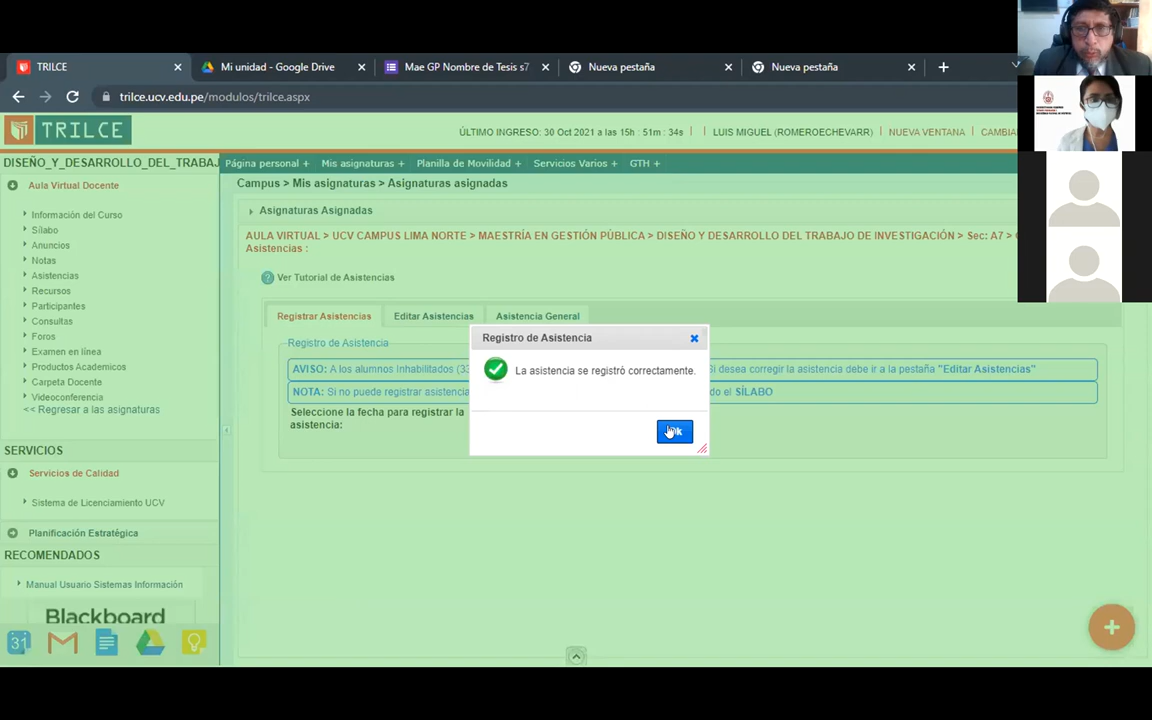 TRILCE
Mi unidad - Google Drive
Mae GP Nombre de Tesis s7
Nueva pestaña
Nueva pestaña
trilce.ucv.edu.pe/modulos/trilce.aspx
TRILCE
ÚLTIMO INGRESO: 30 Oct 2021 a las 15h : 51m : 34s
LUIS MIGUEL (ROMEROECHEVARR)
NUEVA VENTANA
CAMBIA
DISEÑO_Y_DESARROLLO_DEL_TRABAJ
Página personal +
Mis asignaturas +
Planilla de Movilidad +
Servicios Varios +
GTH +
Campus > Mis asignaturas > Asignaturas asignadas
Aula Virtual Docente
Información del Curso
Sílabo
Anuncios
Notas
Asistencias
Recursos
Participantes
Consultas
Foros
Examen en línea
Productos Academicos
Carpeta Docente
Videoconferencia
<< Regresar a las asignaturas
SERVICIOS
Servicios de Calidad
Sistema de Licenciamiento UCV
Planificación Estratégica
RECOMENDADOS
Manual Usuario Sistemas Información
Blackboard
31
Asignaturas Asignadas
AULA VIRTUAL > UCV CAMPUS LIMA NORTE > MAESTRÍA EN GESTIÓN PÚBLICA > DISEÑO Y DESARROLLO DEL TRABAJO DE INVESTIGACIÓN > Sec: A7 >
Asistencias :
Ver Tutorial de Asistencias
Registrar Asistencias
Editar Asistencias
Asistencia General
Registro de Asistencia
AVISO: A los alumnos Inhabilitados (33 Si desea corregir la asistencia debe ir a la pestaña "Editar Asistencias"
NOTA: Si no puede registrar asistencia do el SÍLABO
Seleccione la fecha para registrar la
asistencia:
Registro de Asistencia
La asistencia se registró correctamente.